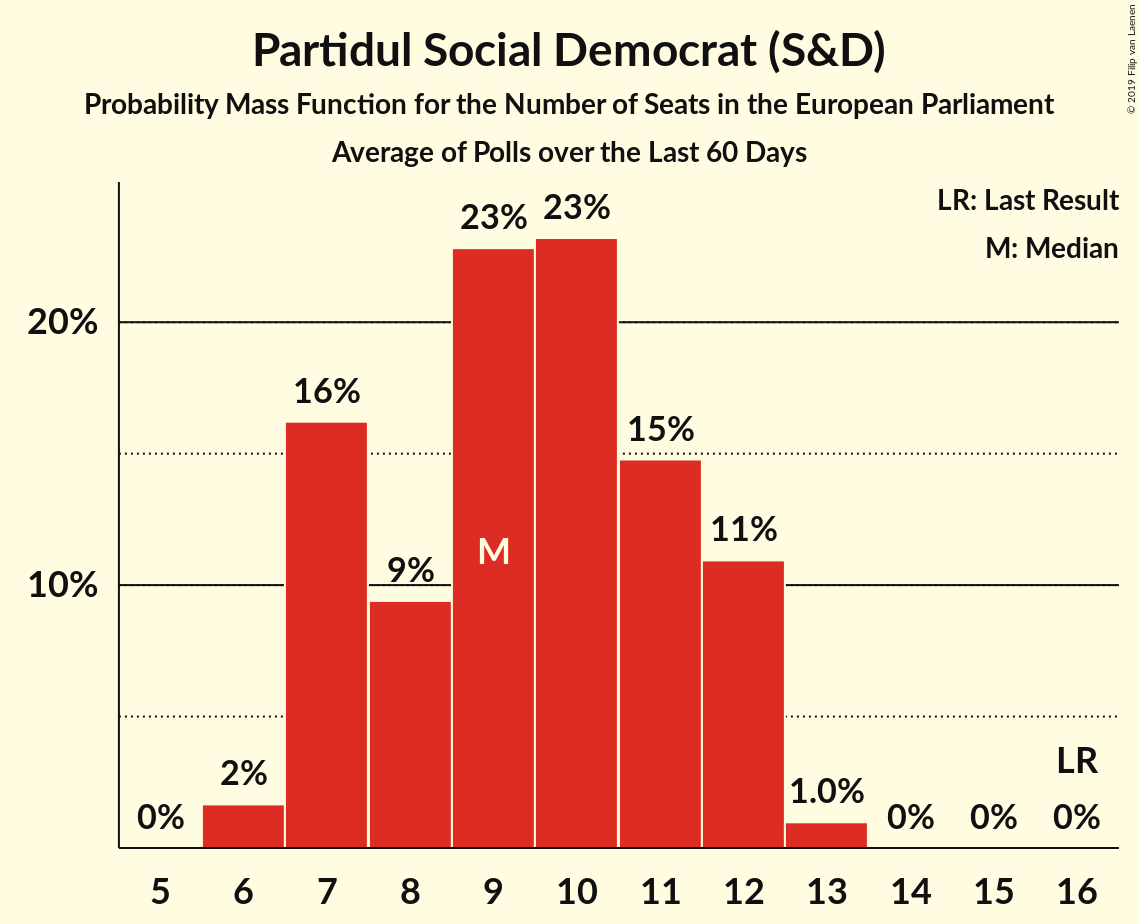 Partidul Social Democrat (S&D)
Probability Mass Function for the Number of Seats in the European Parliament
Average of Polls over the Last 60 Days
© 2019 Filip van Laenen
LR: Last Result
M: Median
23% 23%
20%
16%
15%
11%
M
9%
10%
LR
2%
1.0%
0% 0% 0% 0%
5 6 7 8 9 10 11 12 13 14 15 16